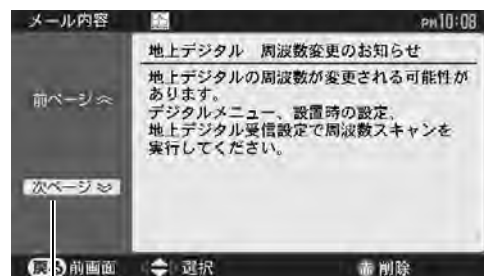 メール内容
PM10:08
地上デジタル 周波数変更のお知らせ
前ページ
地上デジタルの周波数が変更される可能性が
あります。
デジタルメニュー、設置時の設定、
地上デジタル受信設定で周波数スキャンを
実行してください。
次ページ
戻る 前画面
選択
赤 削除